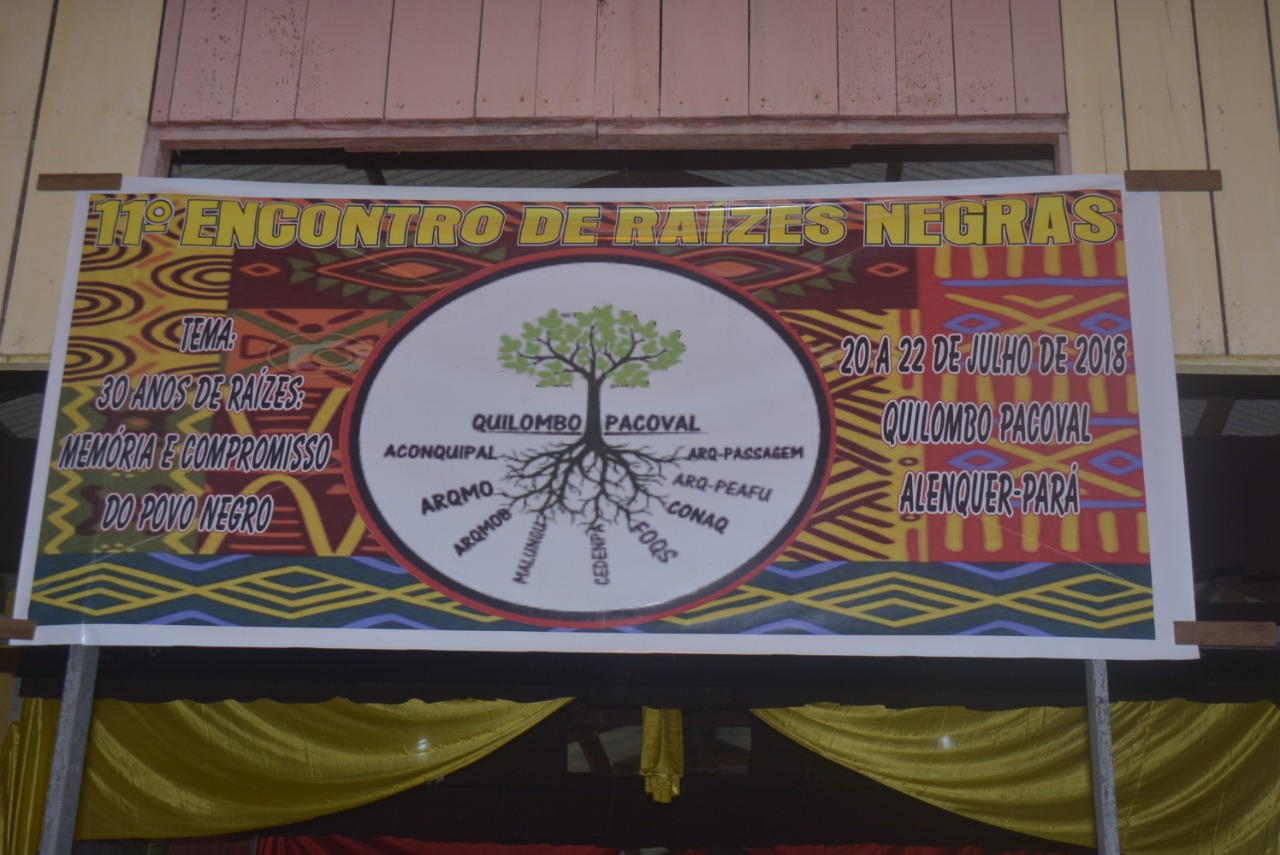 11º ENCONTRO DE RAÍZES NEGRAS
TEMA:
30 ANOS DE RAÍZES:
MEMÓRIA E COMPROMISSO
DO POVO NEGRO
QUILOMBO PACOVAL
ACONQUIPAL
ARQMO
ARQMOB
MALUNGU
CEDENPA
FOQS
CONAQ
ARQ-PEAFU
ARQ-PASSAGEM
20 A 22 DE JULHO DE 2018
QUILOMBO PACOVAL
ALENQUER-PARÁ